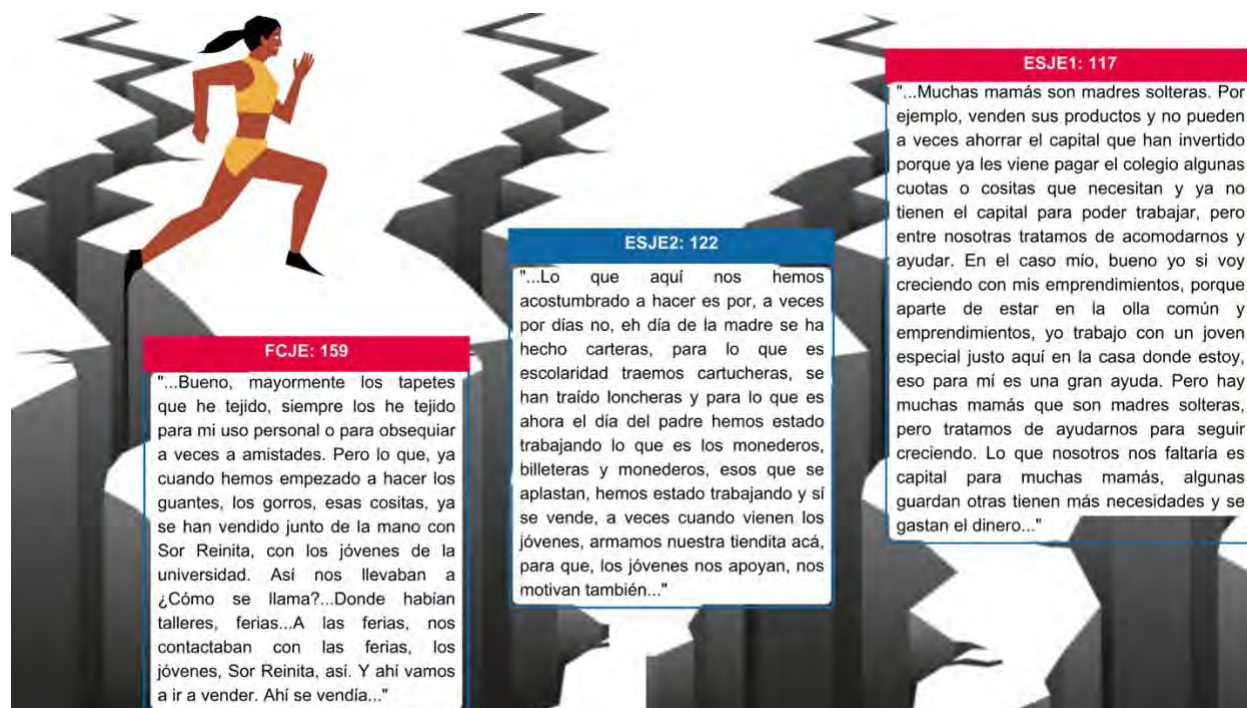 ESJE1: 117
"...Muchas mamás son madres solteras. Por
ejemplo, venden sus productos y no pueden
a veces ahorrar el capital que han invertido
porque ya les viene pagar el colegio algunas
cuotas o cositas que necesitan y ya no
tienen el capital para poder trabajar, pero
entre nosotras tratamos de acomodarnos y
ayudar. En el caso mío, bueno yo si voy
creciendo con mis emprendimientos, porque
aparte de estar en la olla común y
emprendimientos, yo trabajo con un joven
especial justo aquí en la casa donde estoy,
eso para mí es una gran ayuda. Pero hay
muchas mamás que son madres solteras,
pero tratamos de ayudarnos para seguir
creciendo. Lo que nosotros nos faltaría es
capital para muchas mamás, algunas
guardan otras tienen más necesidades y se
gastan el dinero..."
ESJE2: 122
"...Lo que aquí nos hemos
acostumbrado a hacer es por, a veces
por días no, eh día de la madre se ha
hecho carteras, para lo que es
escolaridad traemos cartucheras, se
han traído loncheras y para lo que es
ahora el día del padre hemos estado
trabajando lo que es los monederos,
billeteras y monederos, esos que se
aplastan, hemos estado trabajando y sí
se vende, a veces cuando vienen los
jóvenes, armamos nuestra tiendita acá,
para que, los jóvenes nos apoyan, nos
motivan también..."
FCJE: 159
"...Bueno, mayormente los tapetes
que he tejido, siempre los he tejido
para mi uso personal o para obsequiar
a veces a amistades. Pero lo que, ya
cuando hemos empezado a hacer los
guantes, los gorros, esas cositas, ya
se han vendido junto de la mano con
Sor Reinita, con los jóvenes de la
universidad. Así nos llevaban a
¿Cómo se llama?...Donde habían
talleres, ferias...A las ferias, nos
contactaban con las ferias, los
jóvenes, Sor Reinita, así. Y ahí vamos
a ir a vender. Ahí se vendía..."